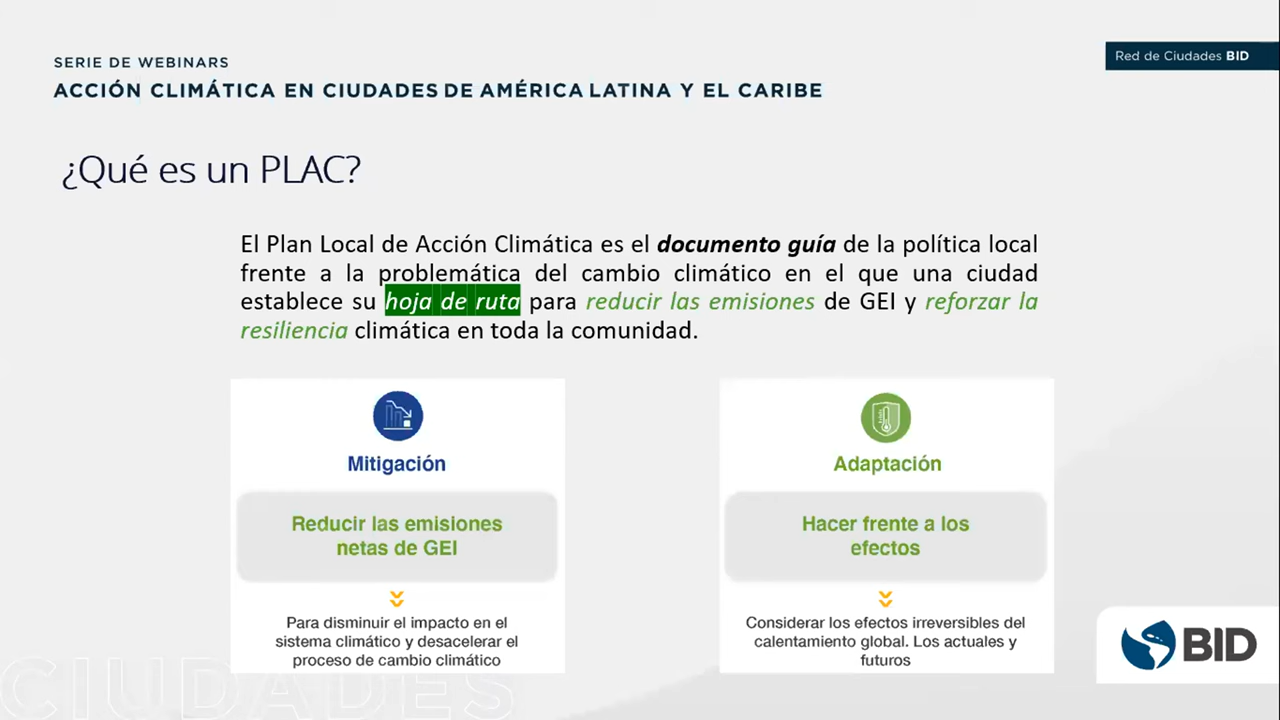 SERIE DE WEBINARS
ACCIÓN CLIMÁTICA EN CIUDADES DE AMÉRICA LATINA Y EL CARIBE
Red de Ciudades BID
¿Qué es un PLAC?
El Plan Local de Acción Climática es el documento guía de la política local
frente a la problemática del cambio climático en el que una ciudad
establece su hoja de ruta para reducir las emisiones de GEI y reforzar la
resiliencia climática en toda la comunidad.
Mitigación
Reducir las emisiones
netas de GEI
Para disminuir el impacto en el
sistema climático y desacelerar el
proceso de cambio climático
Adaptación
Hacer frente a los
efectos
Considerar los efectos irreversibles del
calentamiento global. Los actuales y
futuros
BID
CIUDADES